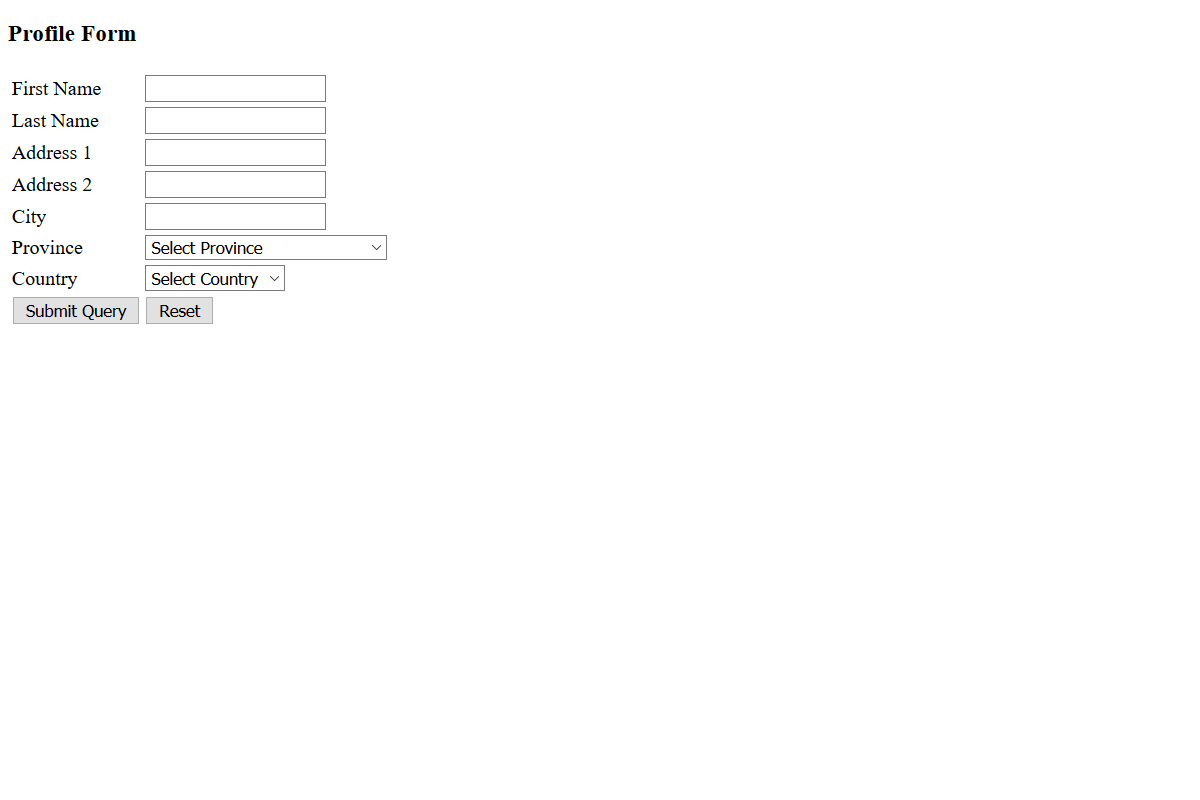 Profile Form
First Name
Last Name
Address 1
Address 2
City
Province Select Province
Country Select Country
Submit Query Reset